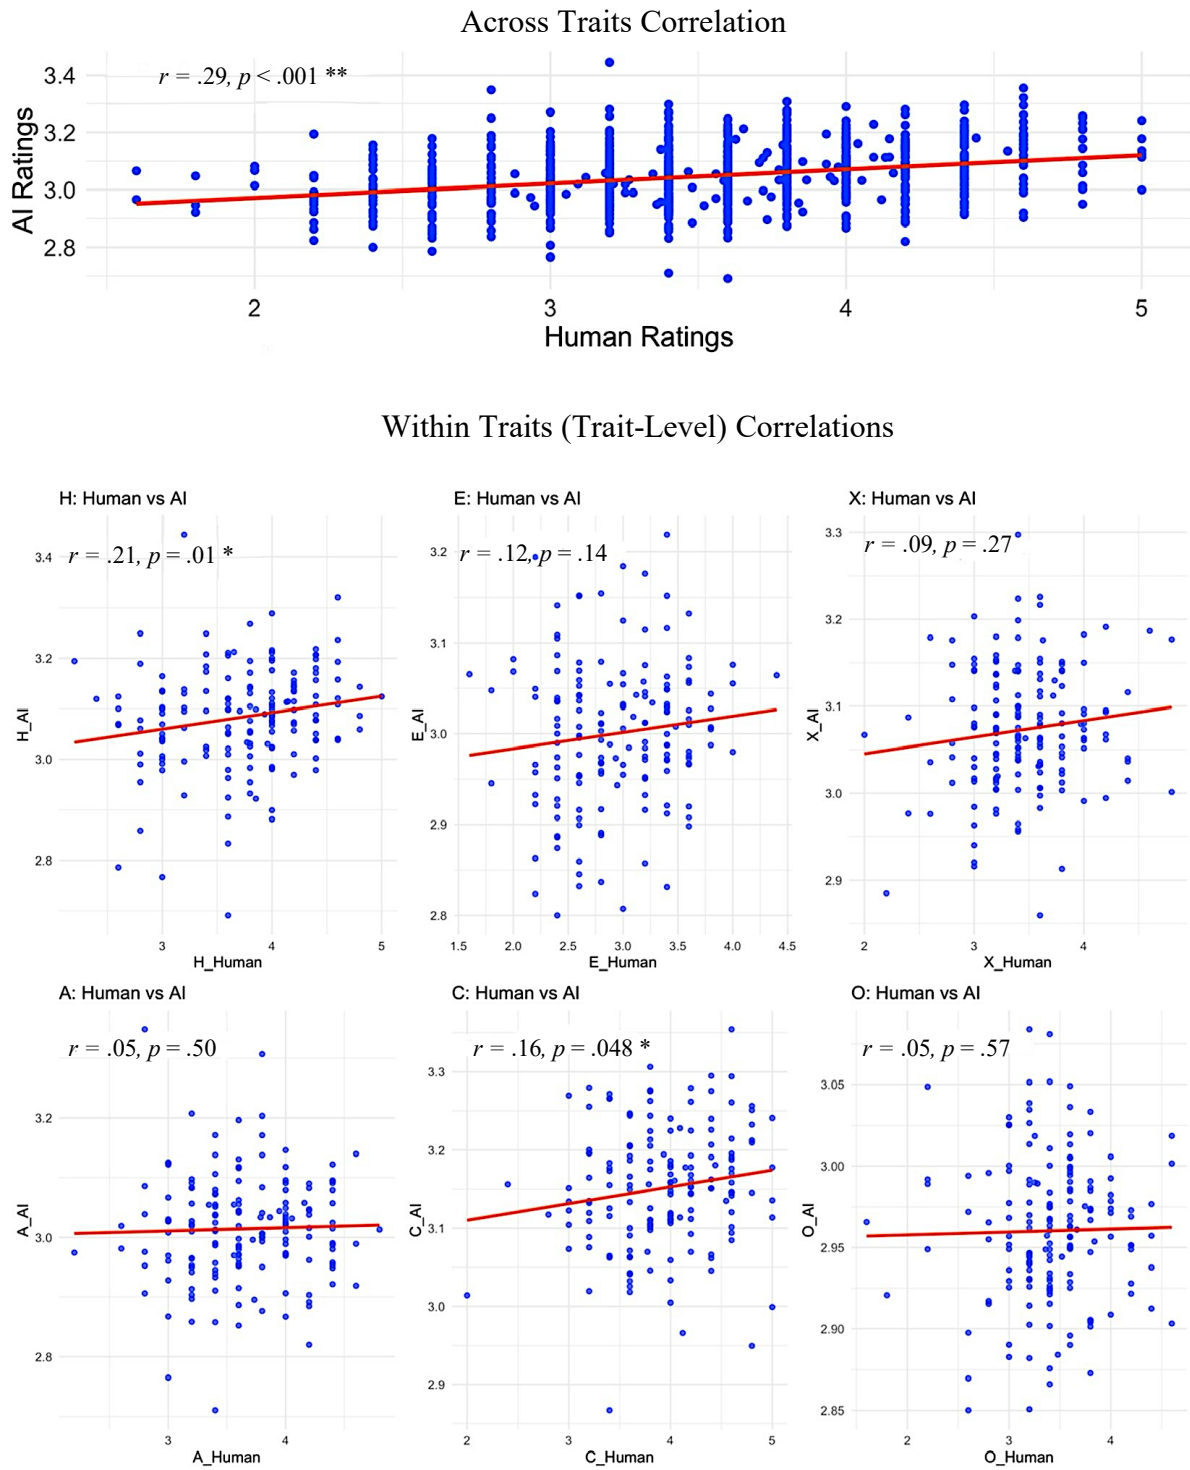 Across Traits Correlation
r = .29, p < .001 **
AI Ratings
3.4
3.2
3.0
2.8
2
3
4
5
Human Ratings
Within Traits (Trait-Level) Correlations
H: Human vs AI
r = .21, p = .01 *
H_AI
3.4
3.2
3.0
2.8
3
4
5
H_Human
E: Human vs AI
r = .12, p = .14
E_AI
3.2
3.1
3.0
2.9
2.8
1.5
2.0
2.5
3.0
3.5
4.0
4.5
E_Human
X: Human vs AI
r = .09, p = .27
X_AI
3.3
3.2
3.1
3.0
2.9
2
3
4
X_Human
A: Human vs AI
r = .05, p = .50
A_AI
3.2
3.0
2.8
3
4
A_Human
C: Human vs AI
r = .16, p = .048 *
C_AI
3.3
3.2
3.1
3.0
2.9
2
3
4
5
C_Human
O: Human vs AI
r = .05, p = .57
O_AI
3.05
3.00
2.95
2.90
2.85
2
3
4
O_Human